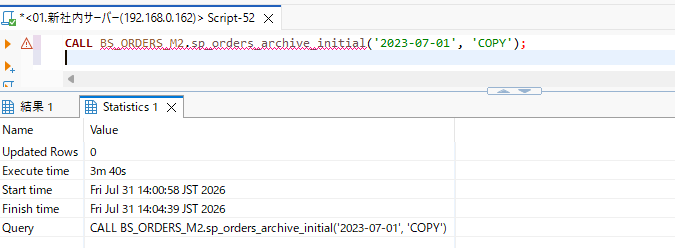 *<01.新社内サーバー(192.168.0.162)> Script-52
CALL BS_ORDERS_M2.sp_orders_archive_initial('2023-07-01', 'COPY');
結果 1
Statistics 1
Name Value
Updated Rows 0
Execute time 3m 40s
Start time Fri Jul 31 14:00:58 JST 2026
Finish time Fri Jul 31 14:04:39 JST 2026
Query CALL BS_ORDERS_M2.sp_orders_archive_initial('2023-07-01', 'COPY')